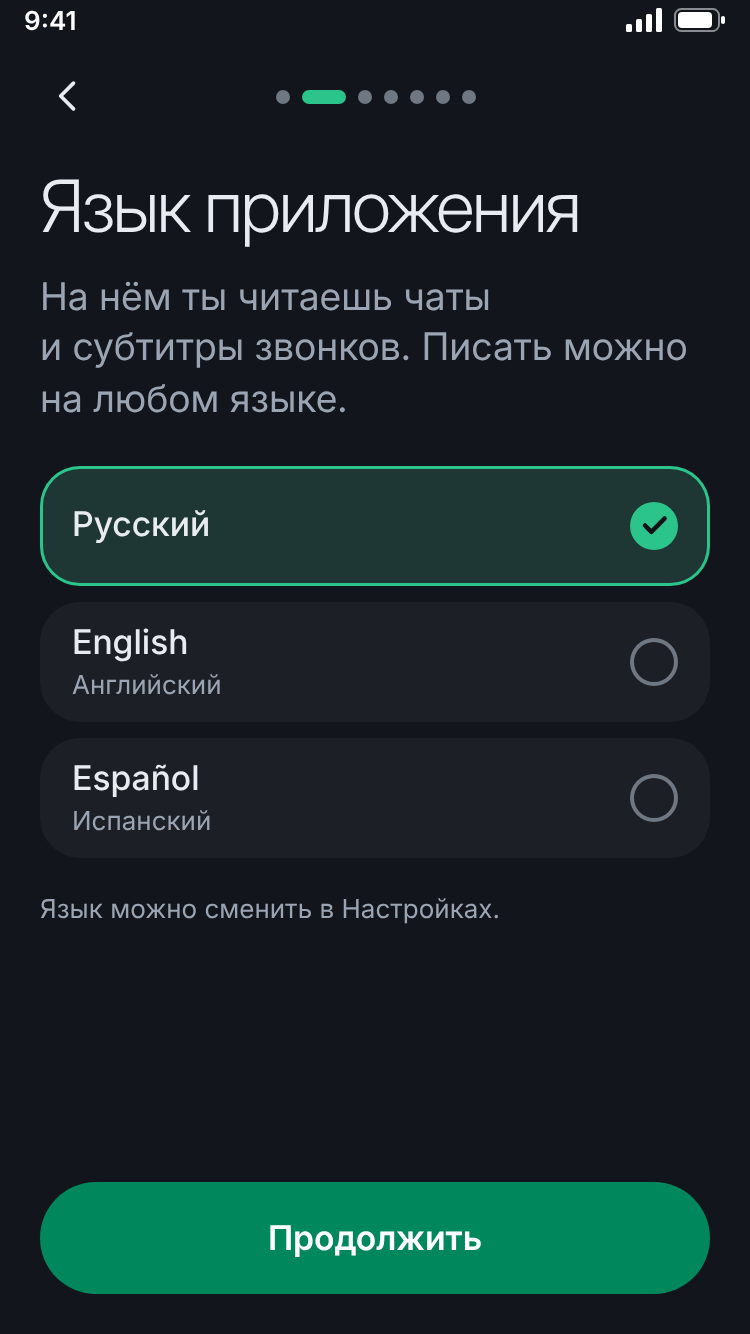 9:41
Язык приложения
На нём ты читаешь чаты
и субтитры звонков. Писать можно
на любом языке.
Русский
English
Английский
Español
Испанский
Язык можно сменить в Настройках.
Продолжить